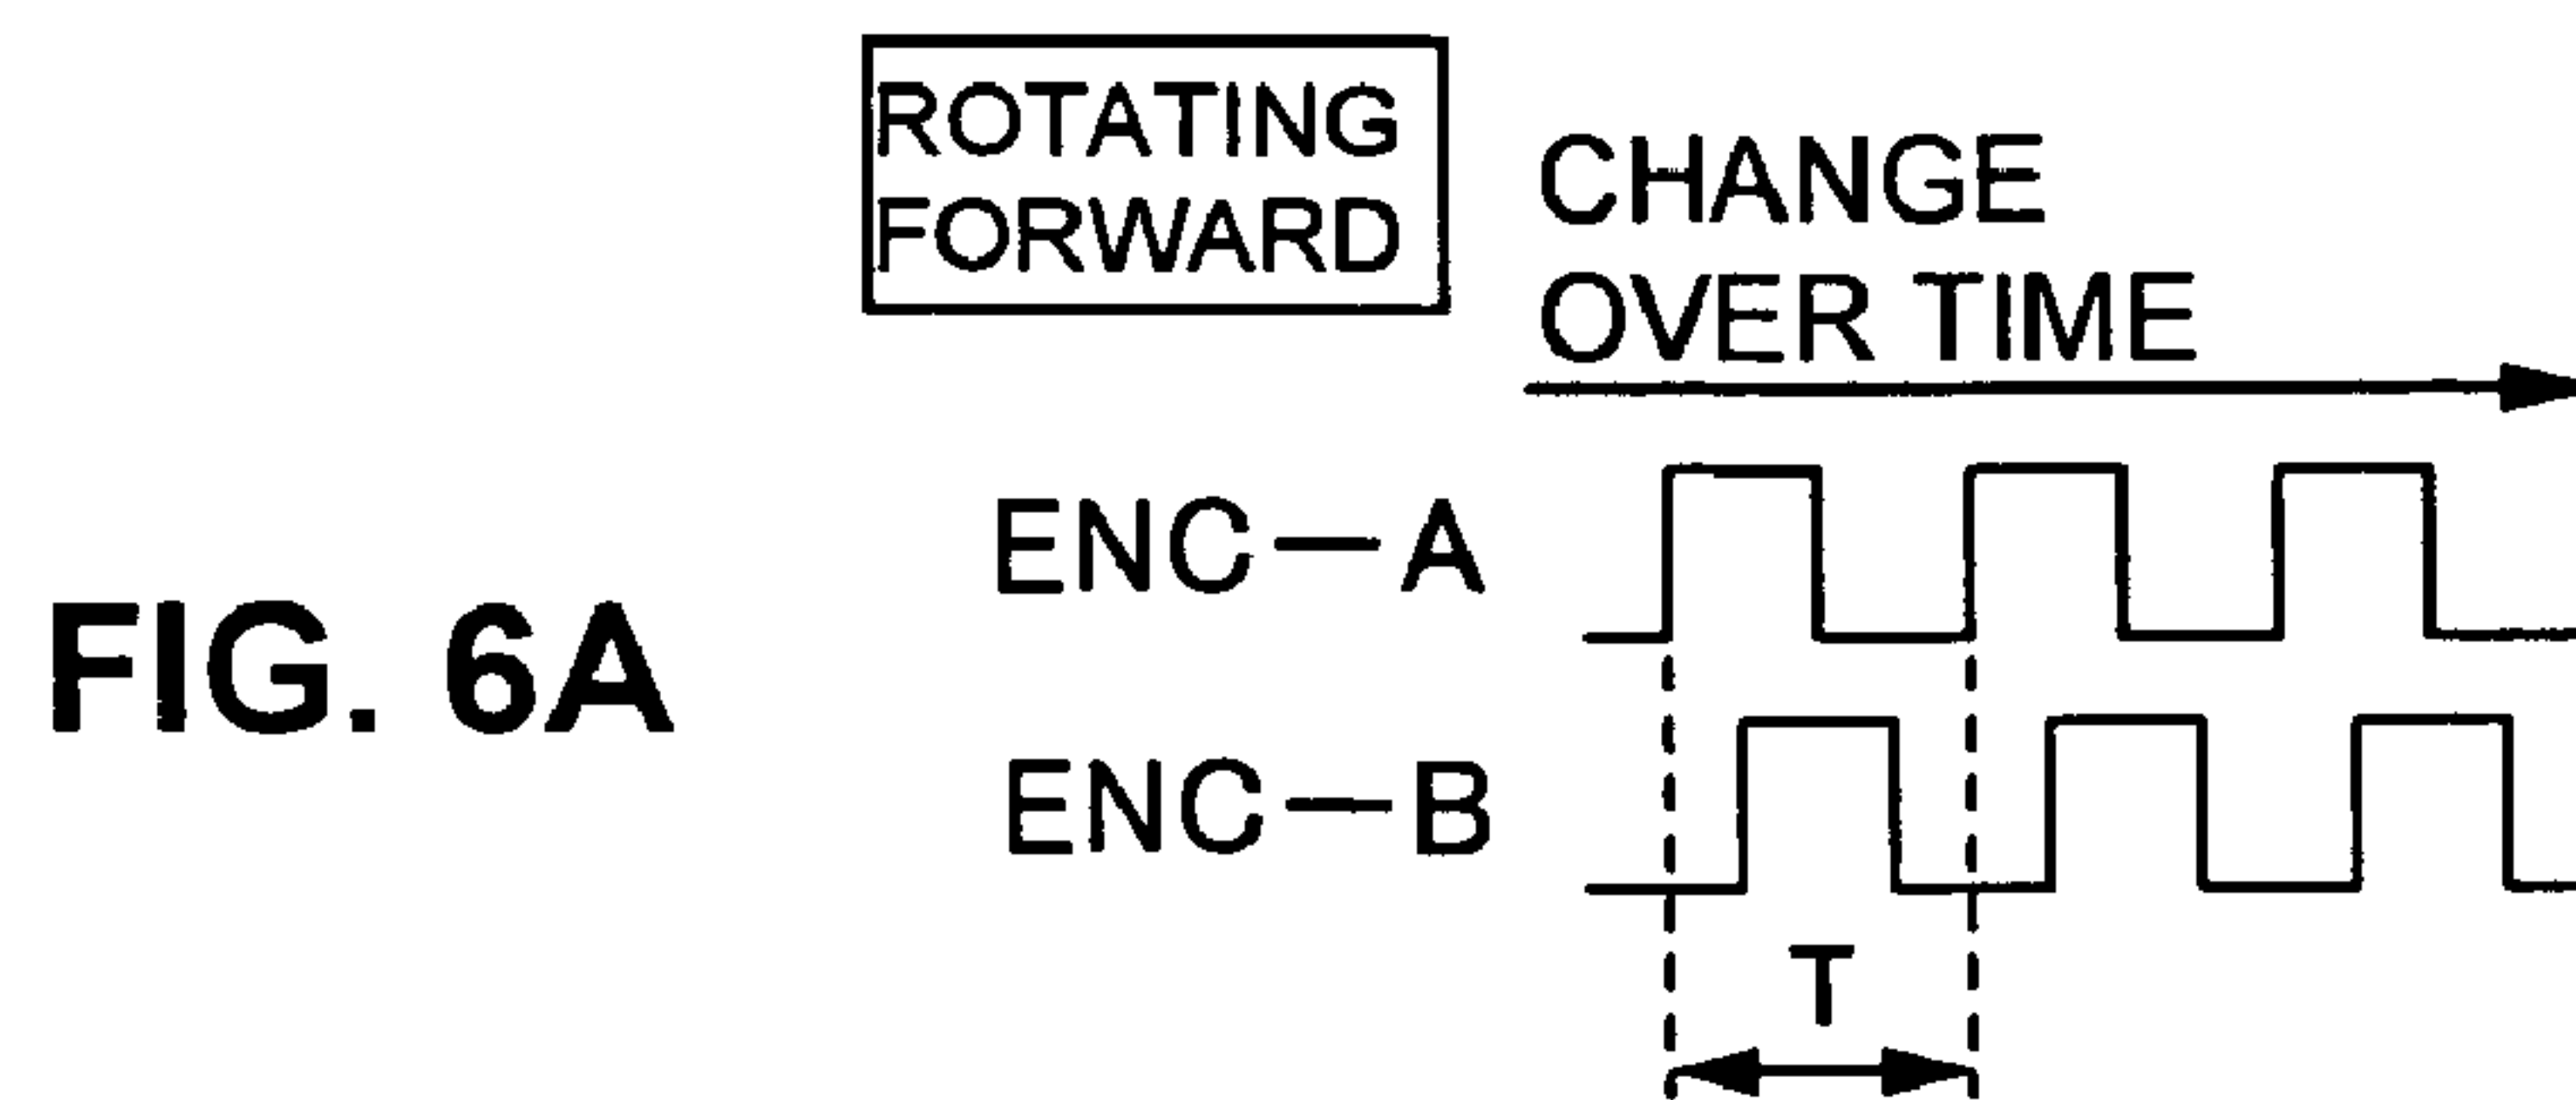 ROTATING
FORWARD
CHANGE
OVER TIME
ENC—A
FIG. 6A
ENC—B
T